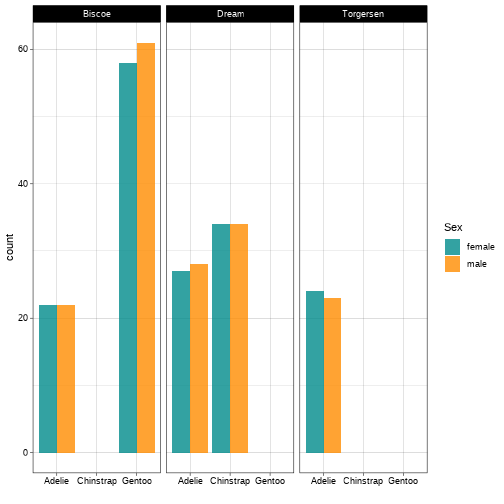 Biscoe Dream Torgersen
60
40
20
0
count
Adelie Chinstrap Gentoo Adelie Chinstrap Gentoo Adelie Chinstrap Gentoo
Sex
female
male